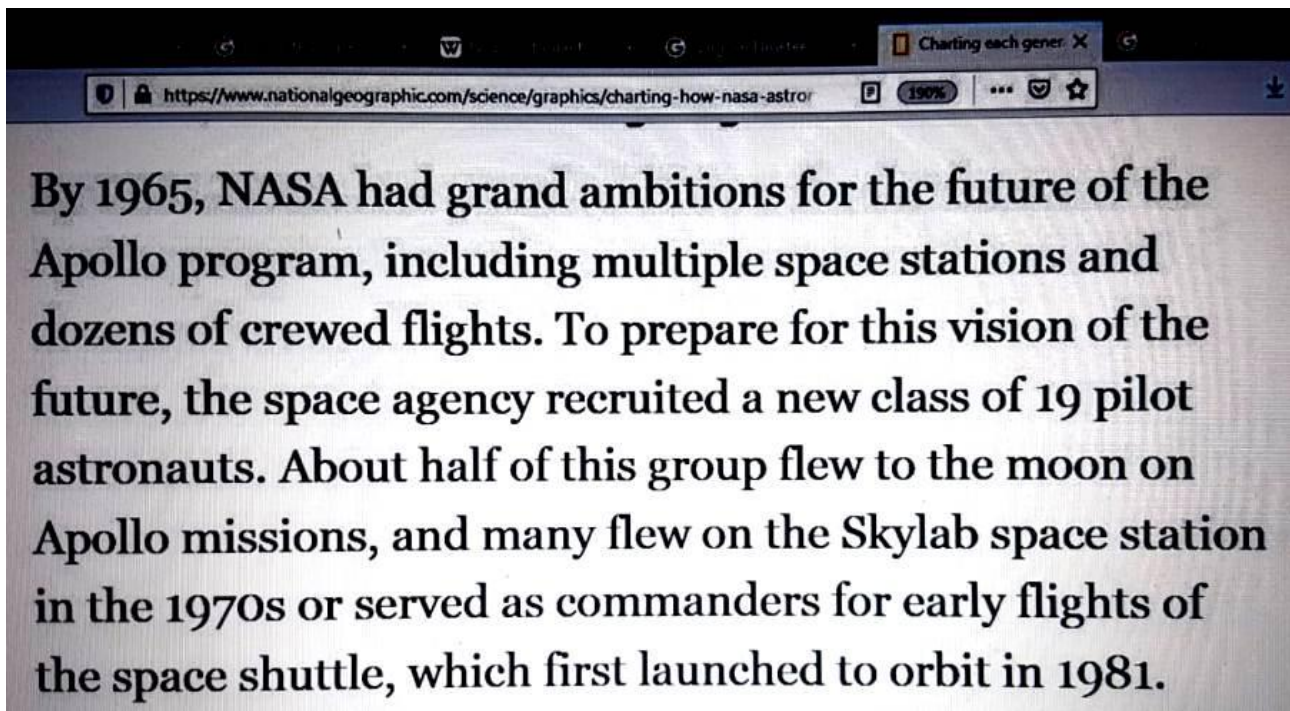 Charting each gener
https://www.nationalgeographic.com/science/graphics/charting-how-nasa-astror
190%
By 1965, NASA had grand ambitions for the future of the
Apollo program, including multiple space stations and
dozens of crewed flights. To prepare for this vision of the
future, the space agency recruited a new class of 19 pilot
astronauts. About half of this group flew to the moon on
Apollo missions, and many flew on the Skylab space station
in the 1970s or served as commanders for early flights of
the space shuttle, which first launched to orbit in 1981.